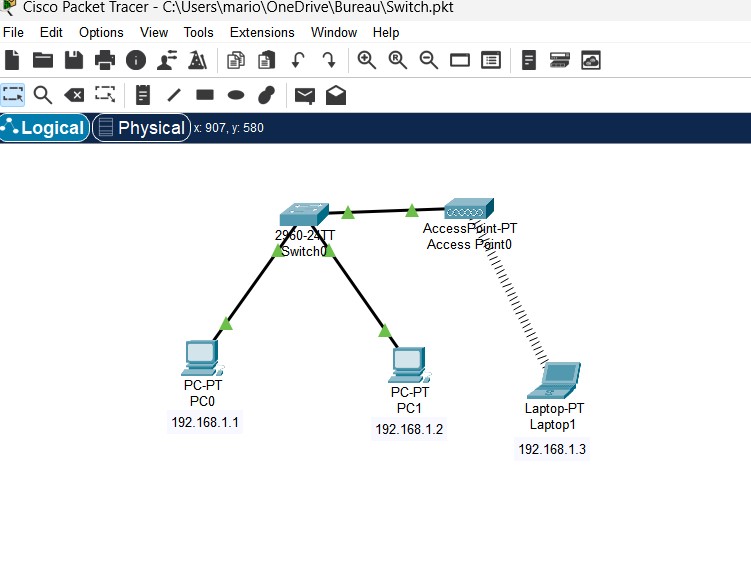 Cisco Packet Tracer - C:\Users\mario\OneDrive\Bureau\Switch.pkt
File Edit Options View Tools Extensions Window Help
Logical Physical x: 907, y: 580
2960-24TT
Switch0
AccessPoint-PT
Access Point0
PC-PT
PC0
192.168.1.1
PC-PT
PC1
192.168.1.2
Laptop-PT
Laptop1
192.168.1.3